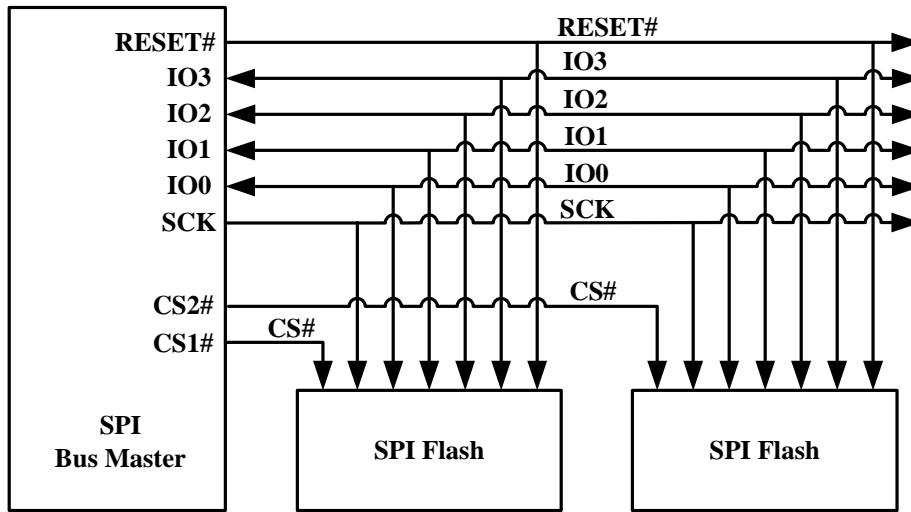 RESET#
IO3
IO2
IO1
IO0
SCK
CS2#
CS1#
SPI
Bus Master
RESET#
IO3
IO2
IO1
IO0
SCK
CS#
CS#
SPI Flash
SPI Flash